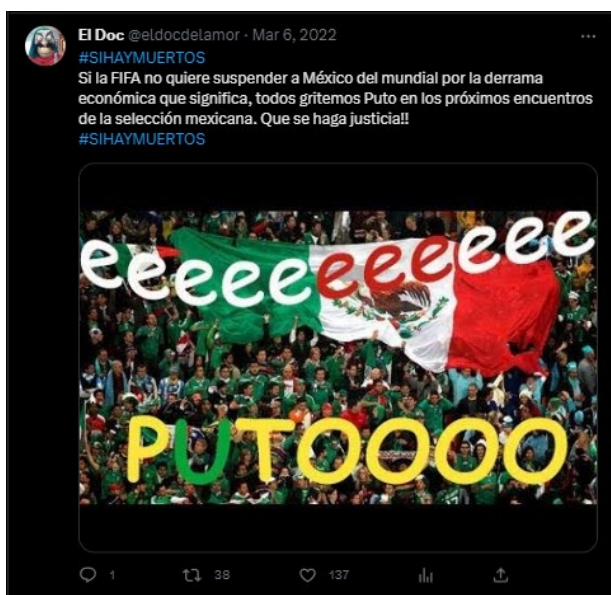 El Doc @eldocdelamor · Mar 6, 2022
#SIHAYMUERTOS
Si la FIFA no quiere suspender a México del mundial por la derrama
económica que significa, todos gritemos Puto en los próximos encuentros
de la selección mexicana. Que se haga justicia!!
#SIHAYMUERTOS
eeeeeeeeeeee
PUTOOOO
1 38 137